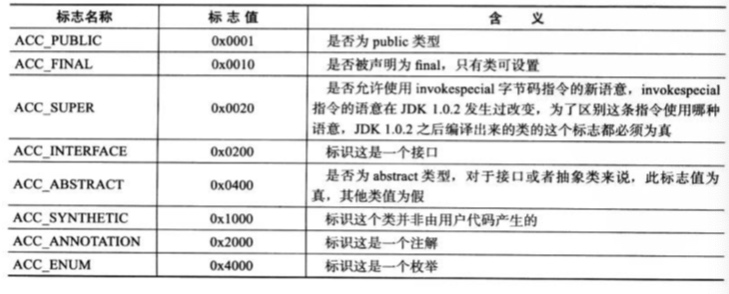 标志名称 标志值 含 义
ACC_PUBLIC 0x0001 是否为 public 类型
ACC_FINAL 0x0010 是否被声明为 final，只有类可设置
是否允许使用 invokespecial 字节码指令的新语意，invokespecial
ACC_SUPER 0x0020 指令的语意在 JDK 1.0.2 发生过改变，为了区别这条指令使用哪种
语意，JDK 1.0.2 之后编译出来的类的这个标志都必须为真
ACC_INTERFACE 0x0200 标识这是一个接口
ACC_ABSTRACT 0x0400 是否为 abstract 类型，对于接口或者抽象类来说，此标志值为
真，其他类值为假
ACC_SYNTHETIC 0x1000 标识这个类并非由用户代码产生的
ACC_ANNOTATION 0x2000 标识这是一个注解
ACC_ENUM 0x4000 标识这是一个枚举